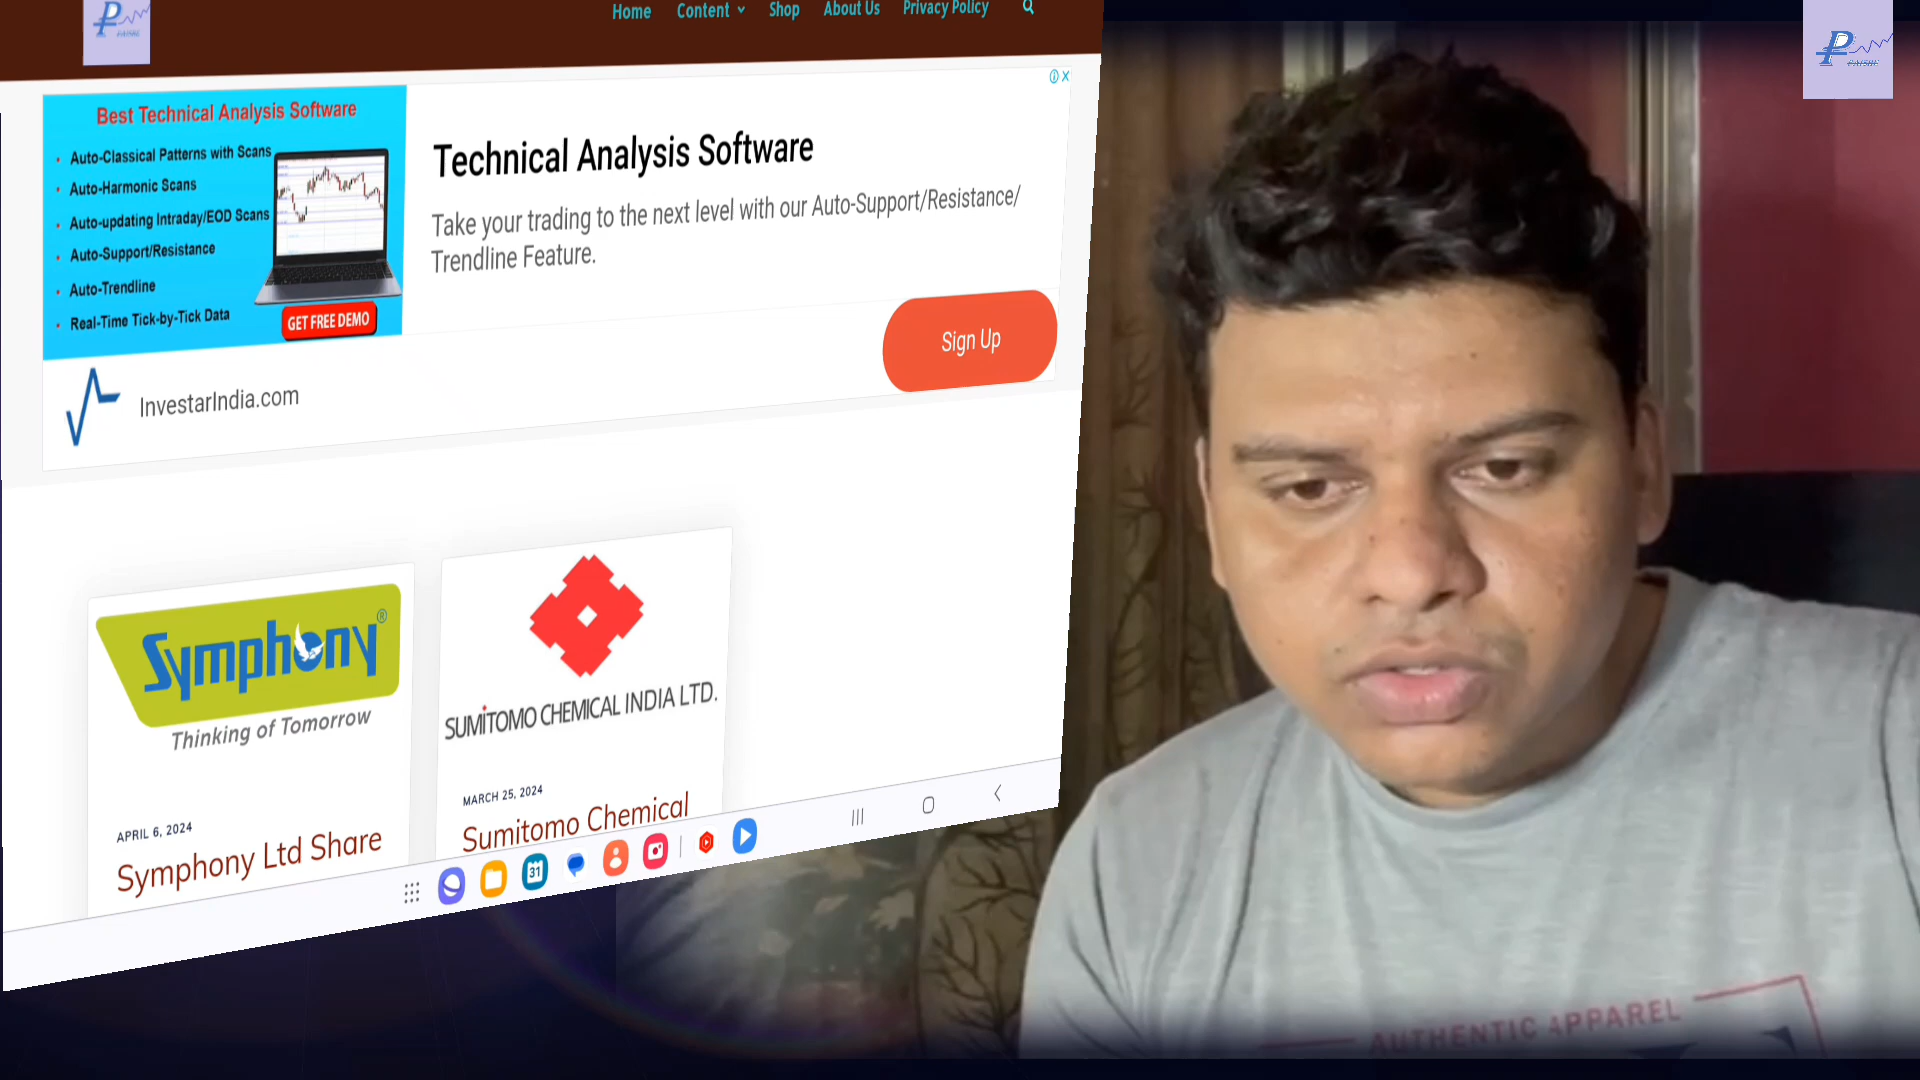 Home
Content
Shop
About Us
Privacy Policy
Best Technical Analysis Software
• Auto-Classical Patterns with Scans
• Auto-Harmonic Scans
• Auto-updating Intraday/EOD Scans
• Auto-Support/Resistance
• Auto-Trendline
• Real-Time Tick-by-Tick Data
GET FREE DEMO
Technical Analysis Software
Take your trading to the next level with our Auto-Support/Resistance/
Trendline Feature.
Sign Up
InvestarIndia.com
Symphony®
Thinking of Tomorrow
APRIL 6, 2024
Symphony Ltd Share
SUMITOMO CHEMICAL INDIA LTD.
MARCH 25, 2024
Sumitomo Chemical
31
AUTHENTIC APPAREL